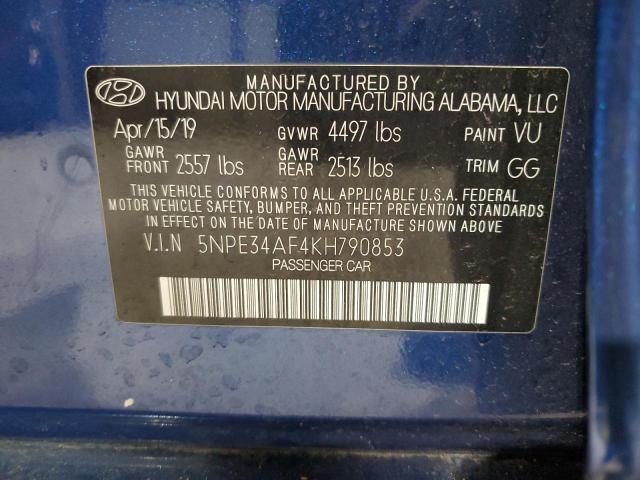 MANUFACTURED BY
HYUNDAI MOTOR MANUFACTURING ALABAMA, LLC
Apr/15/19 GVWR 4497 lbs PAINT VU
GAWR FRONT 2557 lbs GAWR REAR 2513 lbs TRIM GG
THIS VEHICLE CONFORMS TO ALL APPLICABLE U.S.A. FEDERAL
MOTOR VEHICLE SAFETY, BUMPER, AND THEFT PREVENTION STANDARDS
IN EFFECT ON THE DATE OF MANUFACTURE SHOWN ABOVE
V.I.N 5NPE34AF4KH790853
PASSENGER CAR